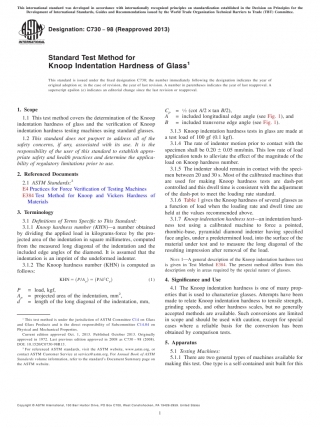 This international standard was developed in accordance with internationally recognized principles on standardization established in the Decision on Principles for the
Development of International Standards, Guides and Recommendations issued by the World Trade Organization Technical Barriers to Trade (TBT) Committee.
Designation: C730 − 98 (Reapproved 2013)
Standard Test Method for
Knoop Indentation Hardness of Glass1
This standard is issued under the fixed designation C730; the number immediately following the designation indicates the year of
original adoption or, in the case of revision, the year of last revision. A number in parentheses indicates the year of last reapproval. A
superscript epsilon (ε) indicates an editorial change since the last revision or reapproval.
1. Scope
1.1 This test method covers the determination of the Knoop
indentation hardness of glass and the verification of Knoop
indentation hardness testing machines using standard glasses.
1.2 This standard does not purport to address all of the
safety concerns, if any, associated with its use. It is the
responsibility of the user of this standard to establish appro-
priate safety and health practices and determine the applica-
bility of regulatory limitations prior to use.
2. Referenced Documents
2.1 ASTM Standards:2
E4 Practices for Force Verification of Testing Machines
E384 Test Method for Knoop and Vickers Hardness of
Materials
3. Terminology
3.1 Definitions of Terms Specific to This Standard:
3.1.1 Knoop hardness number (KHN)—a number obtained
by dividing the applied load in kilograms-force by the pro-
jected area of the indentation in square millimetres, computed
from the measured long diagonal of the indentation and the
included edge angles of the diamond. It is assumed that the
indentation is an imprint of the undeformed indenter.
3.1.2 The Knoop hardness number (KHN) is computed as
follows:
KHN = (P/Ap) = (P/d2Cp) (1)
P = load, kgf,
Ap = projected area of the indentation, mm2,
d = length of the long diagonal of the indentation, mm,
1 This test method is under the jurisdiction of ASTM Committee C14 on Glass
and Glass Products and is the direct responsibility of Subcommittee C14.04 on
Physical and Mechanical Properties.
Current edition approved Oct. 1, 2013. Published October 2013. Originally
approved in 1972. Last previous edition approved in 2008 as C730 – 98 (2008).
DOI: 10.1520/C0730-98R13.
2 For referenced ASTM standards, visit the ASTM website, www.astm.org, or
contact ASTM Customer Service at service@astm.org. For Annual Book of ASTM
Standards volume information, refer to the standard's Document Summary page on
the ASTM website.
Cp = ½ (cot A/2 × tan B/2),
A = included longitudinal edge angle (see Fig. 1), and
B = included transverse edge angle (see Fig. 1).
3.1.3 Knoop indentation hardness tests in glass are made at
a test load of 100 gf (0.1 kgf).
3.1.4 The rate of indenter motion prior to contact with the
specimen shall be 0.20 ± 0.05 mm/min. This low rate of load
application tends to alleviate the effect of the magnitude of the
load on Knoop hardness number.
3.1.5 The indenter should remain in contact with the speci-
men between 20 and 30 s. Most of the calibrated machines that
are used for making Knoop hardness tests are dash-pot
controlled and this dwell time is consistent with the adjustment
of the dash-pot to meet the loading rate standard.
3.1.6 Table 1 gives the Knoop hardness of several glasses as
a function of load when the loading rate and dwell time are
held at the values recommended above.
3.1.7 Knoop indentation hardness test—an indentation hard-
ness test using a calibrated machine to force a pointed,
rhombic-base, pyramidal diamond indenter having specified
face angles, under a predetermined load, into the surface of the
material under test and to measure the long diagonal of the
resulting impression after removal of the load.
NOTE 1—A general description of the Knoop indentation hardness test
is given in Test Method E384. The present method differs from this
description only in areas required by the special nature of glasses.
4. Significance and Use
4.1 The Knoop indentation hardness is one of many prop-
erties that is used to characterize glasses. Attempts have been
made to relate Knoop indentation hardness to tensile strength,
grinding speeds, and other hardness scales, but no generally
accepted methods are available. Such conversions are limited
in scope and should be used with caution, except for special
cases where a reliable basis for the conversion has been
obtained by comparison tests.
5. Apparatus
5.1 Testing Machines:
5.1.1 There are two general types of machines available for
making this test. One type is a self-contained unit built for this
Copyright © ASTM International, 100 Barr Harbor Drive, PO Box C700, West Conshohocken, PA 19428-2959. United States
1